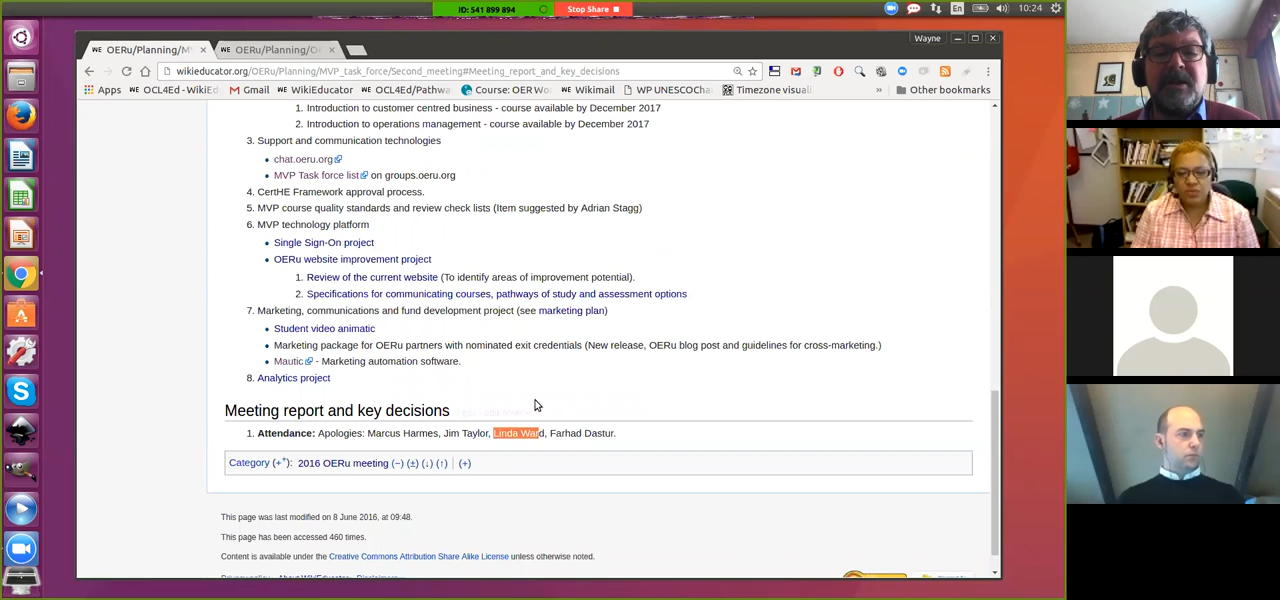 ID: 541 899 894 Stop Share
En 10:24
OERu/Planning/M OERu/Planning/O Wayne
wikieducator.org/OERu/Planning/MVP_task_force/Second_meeting#Meeting_report_and_key_decisions
Apps OCL4Ed - WikiEd Gmail WikiEducator OCL4Ed/Pathwa Course: OER Wo Wikimail WP UNESCOCha Timezone visuali » Other bookmarks
1. Introduction to customer centred business - course available by December 2017
2. Introduction to operations management - course available by December 2017
3. Support and communication technologies
chat.oeru.org
MVP Task force list on groups.oeru.org
4. CertHE Framework approval process.
5. MVP course quality standards and review check lists (Item suggested by Adrian Stagg)
6. MVP technology platform
Single Sign-On project
OERu website improvement project
1. Review of the current website (To identify areas of improvement potential).
2. Specifications for communicating courses, pathways of study and assessment options
7. Marketing, communications and fund development project (see marketing plan)
Student video animatic
Marketing package for OERu partners with nominated exit credentials (New release, OERu blog post and guidelines for cross-marketing.)
Mautic - Marketing automation software.
8. Analytics project
Meeting report and key decisions
1. Attendance: Apologies: Marcus Harmes, Jim Taylor, Linda Ward, Farhad Dastur.
Category (++): 2016 OERu meeting (−) (±) (↓) (↑) (+)
This page was last modified on 8 June 2016, at 09:48.
This page has been accessed 460 times.
Content is available under the Creative Commons Attribution Share Alike License unless otherwise noted.
Privacy policy About WikiEducator Disclaimers